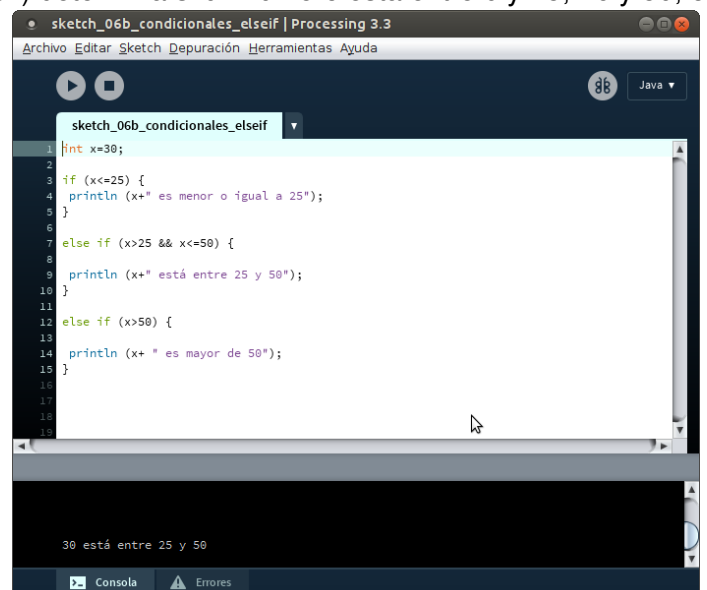 sketch_06b_condicionales_elseif | Processing 3.3
Archivo Editar Sketch Depuración Herramientas Ayuda
Java ▾
sketch_06b_condicionales_elseif ▾
1 int x=30;
2
3 if (x<=25) {
4 println (x+" es menor o igual a 25");
5 }
6
7 else if (x>25 && x<=50) {
8
9 println (x+" está entre 25 y 50");
10 }
11
12 else if (x>50) {
13
14 println (x+ " es mayor de 50");
15 }
16
17
18
19
30 está entre 25 y 50
Consola Errores